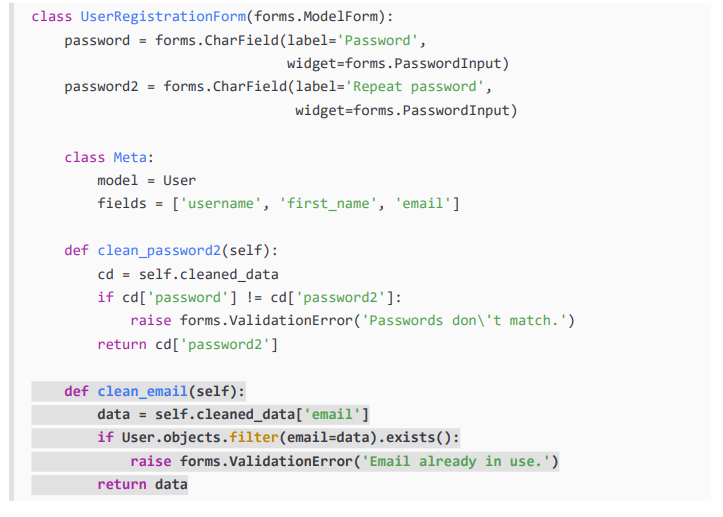 class UserRegistrationForm(forms.ModelForm):
    password = forms.CharField(label='Password',
                               widget=forms.PasswordInput)
    password2 = forms.CharField(label='Repeat password',
                                widget=forms.PasswordInput)

    class Meta:
        model = User
        fields = ['username', 'first_name', 'email']

    def clean_password2(self):
        cd = self.cleaned_data
        if cd['password'] != cd['password2']:
            raise forms.ValidationError('Passwords don\'t match.')
        return cd['password2']

    def clean_email(self):
        data = self.cleaned_data['email']
        if User.objects.filter(email=data).exists():
            raise forms.ValidationError('Email already in use.')
        return data